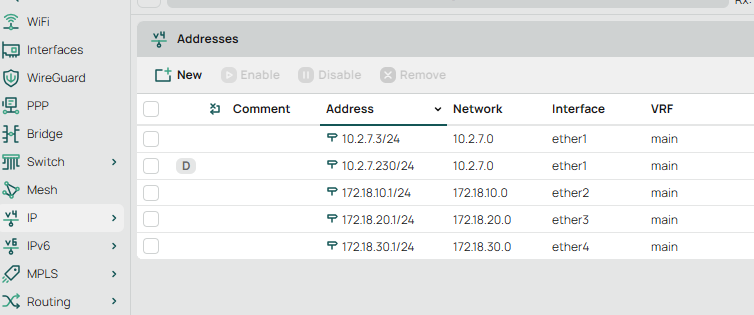 Rx:
WiFi
Interfaces
WireGuard
PPP
Bridge
Switch
Mesh
v4 IP
v6 IPv6
MPLS
Routing
v4 Addresses
New Enable Disable Remove
Comment Address Network Interface VRF
10.2.7.3/24 10.2.7.0 ether1 main
D 10.2.7.230/24 10.2.7.0 ether1 main
172.18.10.1/24 172.18.10.0 ether2 main
172.18.20.1/24 172.18.20.0 ether3 main
172.18.30.1/24 172.18.30.0 ether4 main